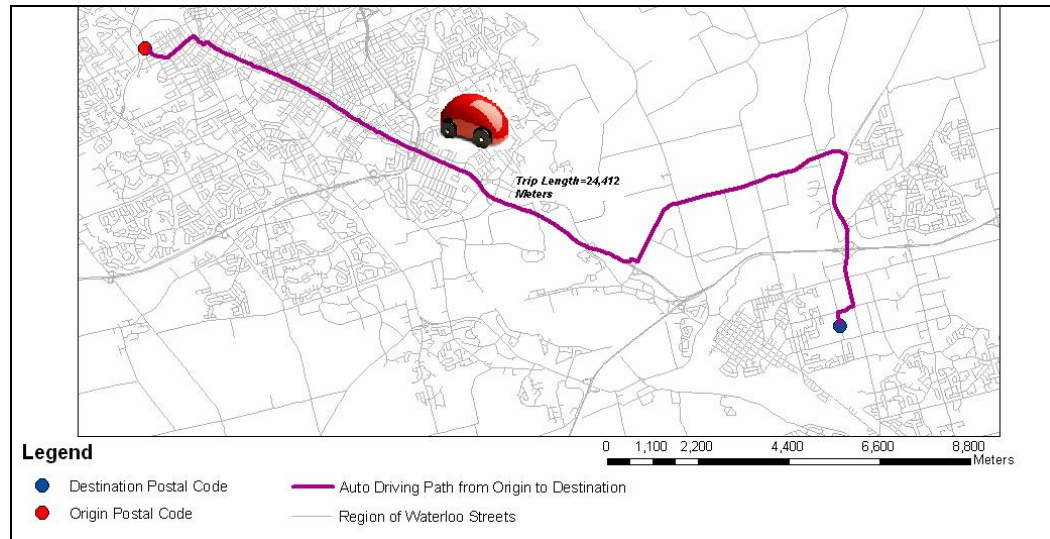 Trip Length=24,412
Meters
Legend
0 1,100 2,200 4,400 6,600 8,800
Meters
Destination Postal Code
Auto Driving Path from Origin to Destination
Origin Postal Code
Region of Waterloo Streets